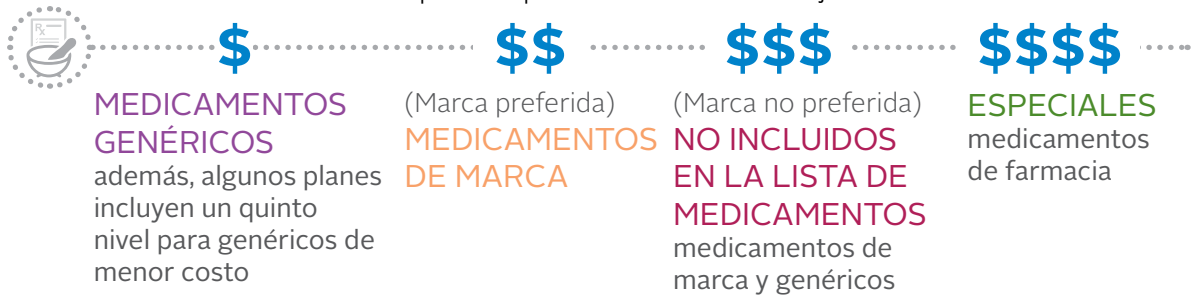 Rx
$
$$
$$$
$$$$
MEDICAMENTOS
GENÉRICOS
además, algunos planes
incluyen un quinto
nivel para genéricos de
menor costo
(Marca preferida)
MEDICAMENTOS
DE MARCA
(Marca no preferida)
NO INCLUIDOS
EN LA LISTA DE
MEDICAMENTOS
medicamentos de
marca y genéricos
ESPECIALES
medicamentos
de farmacia